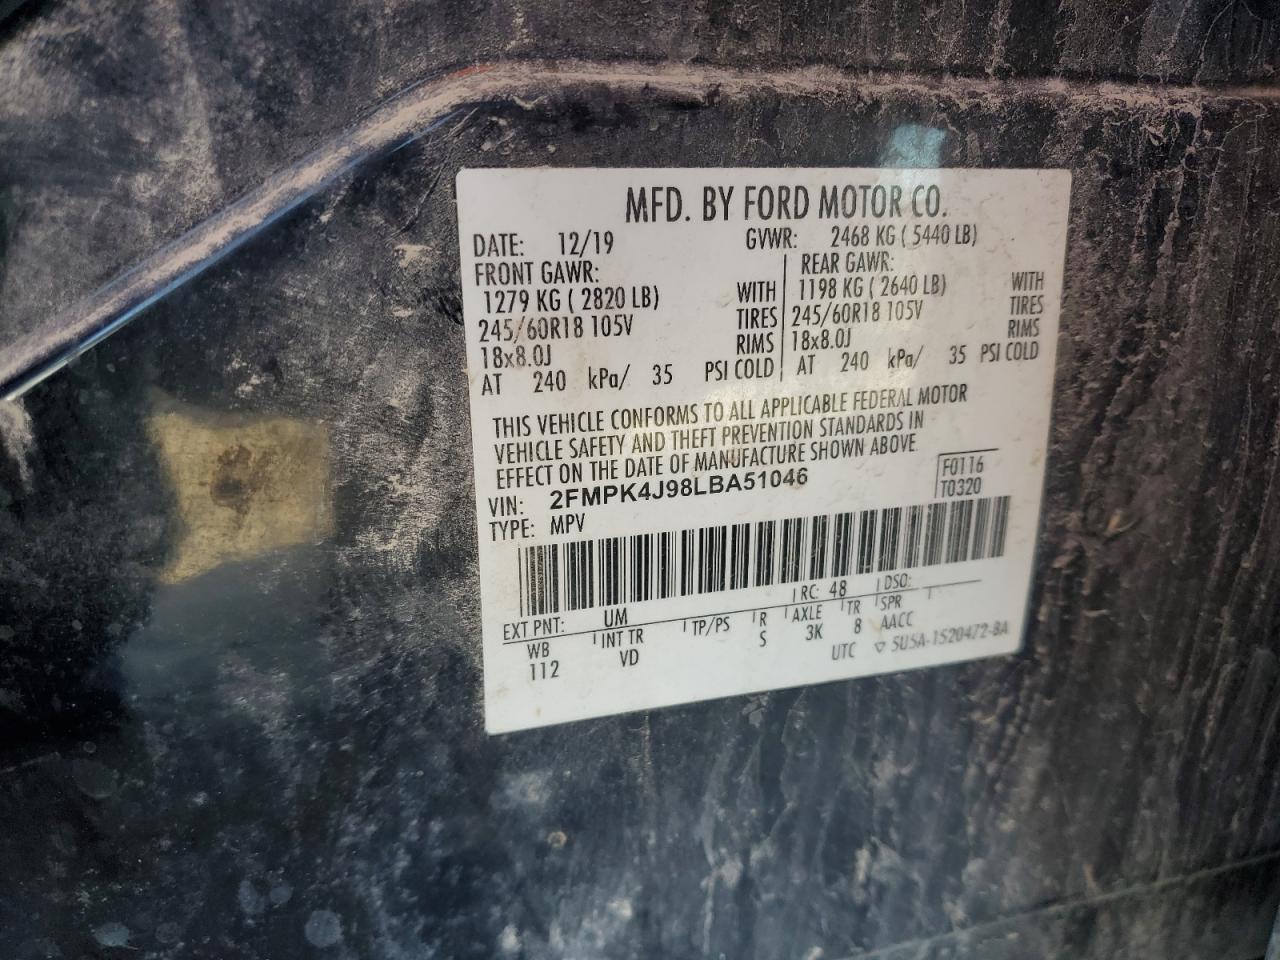 MFD. BY FORD MOTOR CO.
DATE: 12/19 GVWR: 2468 KG ( 5440 LB)
FRONT GAWR: REAR GAWR:
1279 KG ( 2820 LB) WITH 1198 KG ( 2640 LB) WITH
245/60R18 105V TIRES 245/60R18 105V TIRES
18x8.0J RIMS 18x8.0J RIMS
AT 240 kPa/ 35 PSI COLD AT 240 kPa/ 35 PSI COLD
THIS VEHICLE CONFORMS TO ALL APPLICABLE FEDERAL MOTOR
VEHICLE SAFETY AND THEFT PREVENTION STANDARDS IN
EFFECT ON THE DATE OF MANUFACTURE SHOWN ABOVE.
VIN: 2FMPK4J98LBA51046 F0116
TYPE: MPV T0320
EXT PNT: UM RC: 48 DSO:
WB INT TR TP/PS R AXLE TR SPR
112 VD S 3K 8 AACC
UTC ▽ 5U5A-1520472-BA